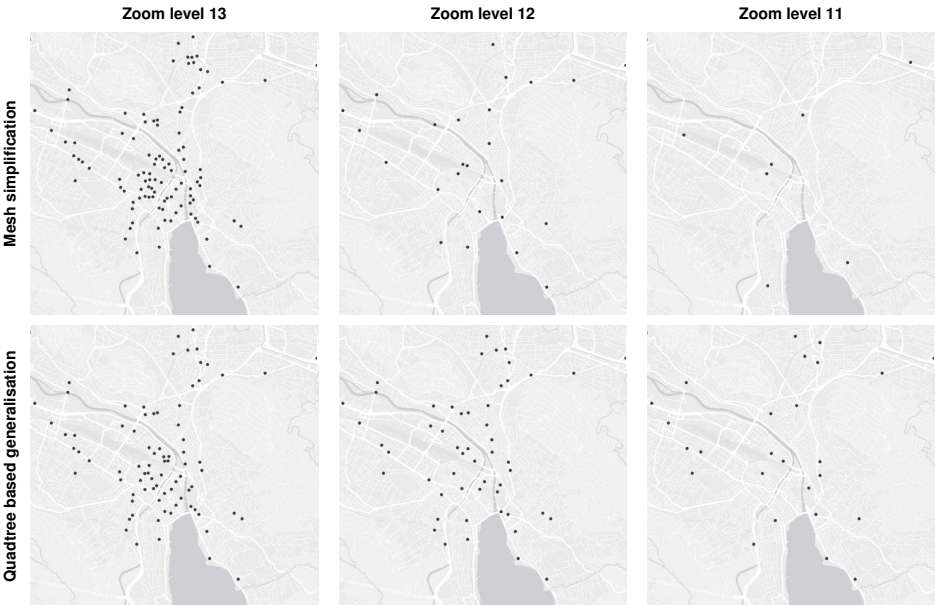 Zoom level 13
Zoom level 12
Zoom level 11
Mesh simplification
Quadtree based generalisation